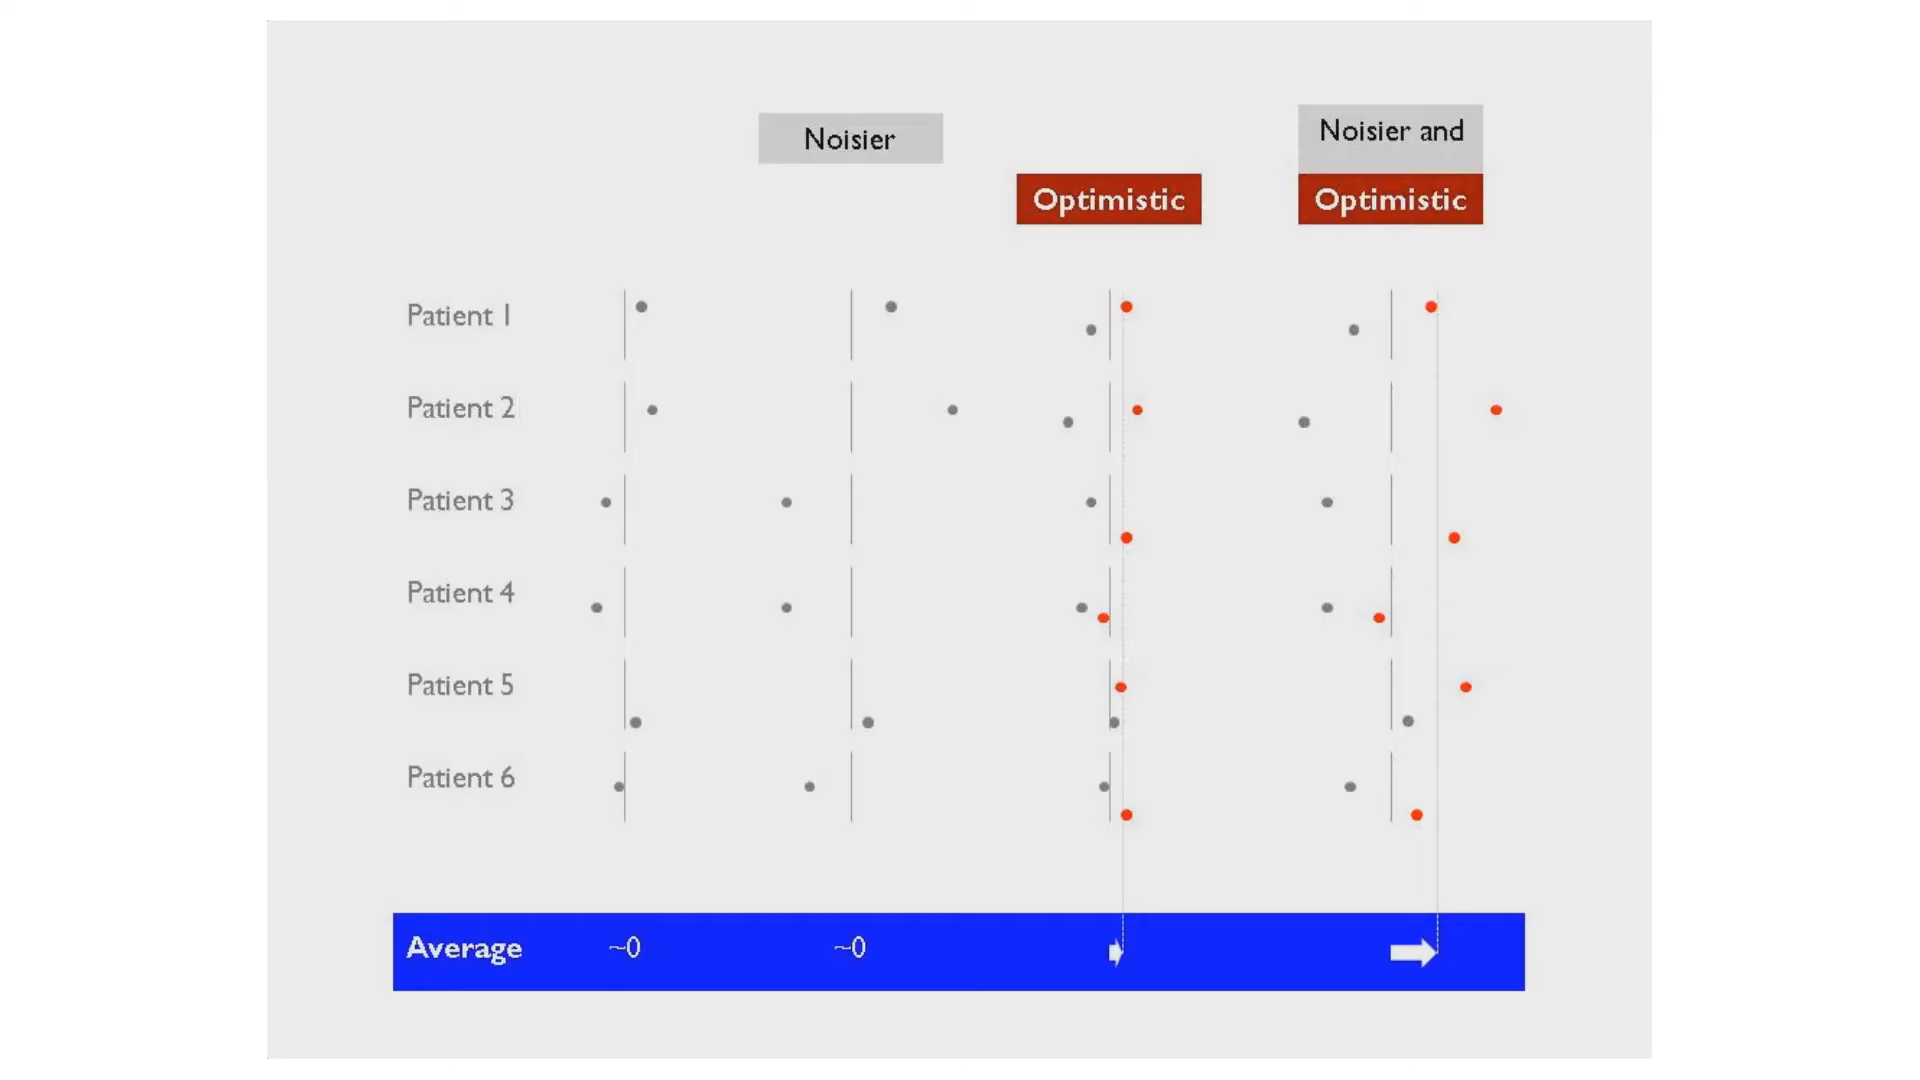 Noisier
Noisier and
Optimistic
Optimistic
Patient 1
Patient 2
Patient 3
Patient 4
Patient 5
Patient 6
Average ~0 ~0